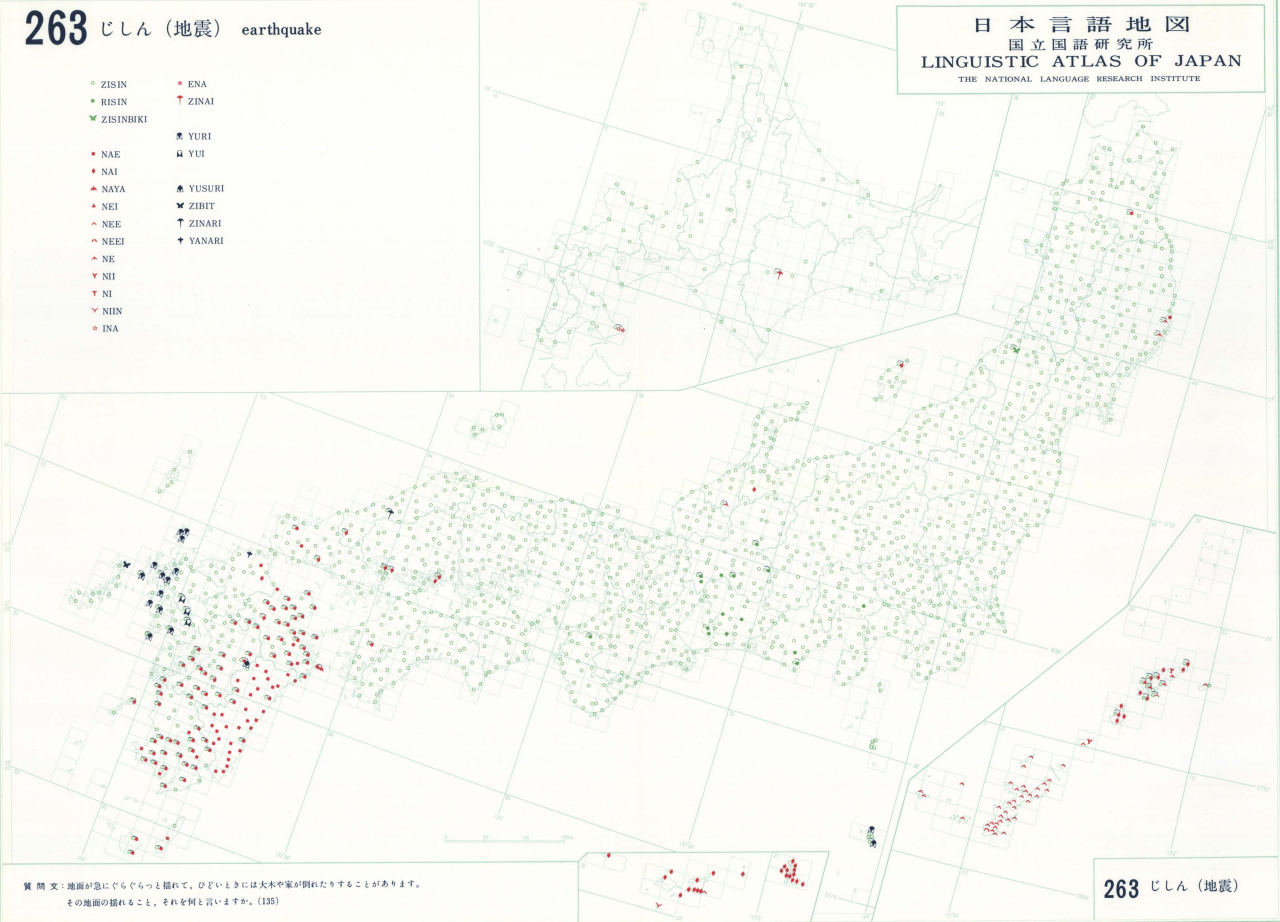 263 じしん（地震） earthquake
日本言語地図
国立国語研究所
LINGUISTIC ATLAS OF JAPAN
THE NATIONAL LANGUAGE RESEARCH INSTITUTE
ZISIN
RISIN
ZISINBIKI
NAE
NAI
NAYA
NEI
NEE
NEEI
NE
NII
NI
NIIN
INA
ENA
ZINAI
YURI
YUI
YUSURI
ZIBIT
ZINARI
YANARI
質問文：地面が急にぐらぐらっと揺れて，ひどいときには大木や家が倒れたりすることがあります。
その地面の揺れること，それを何と言いますか。(135)
263 じしん（地震）